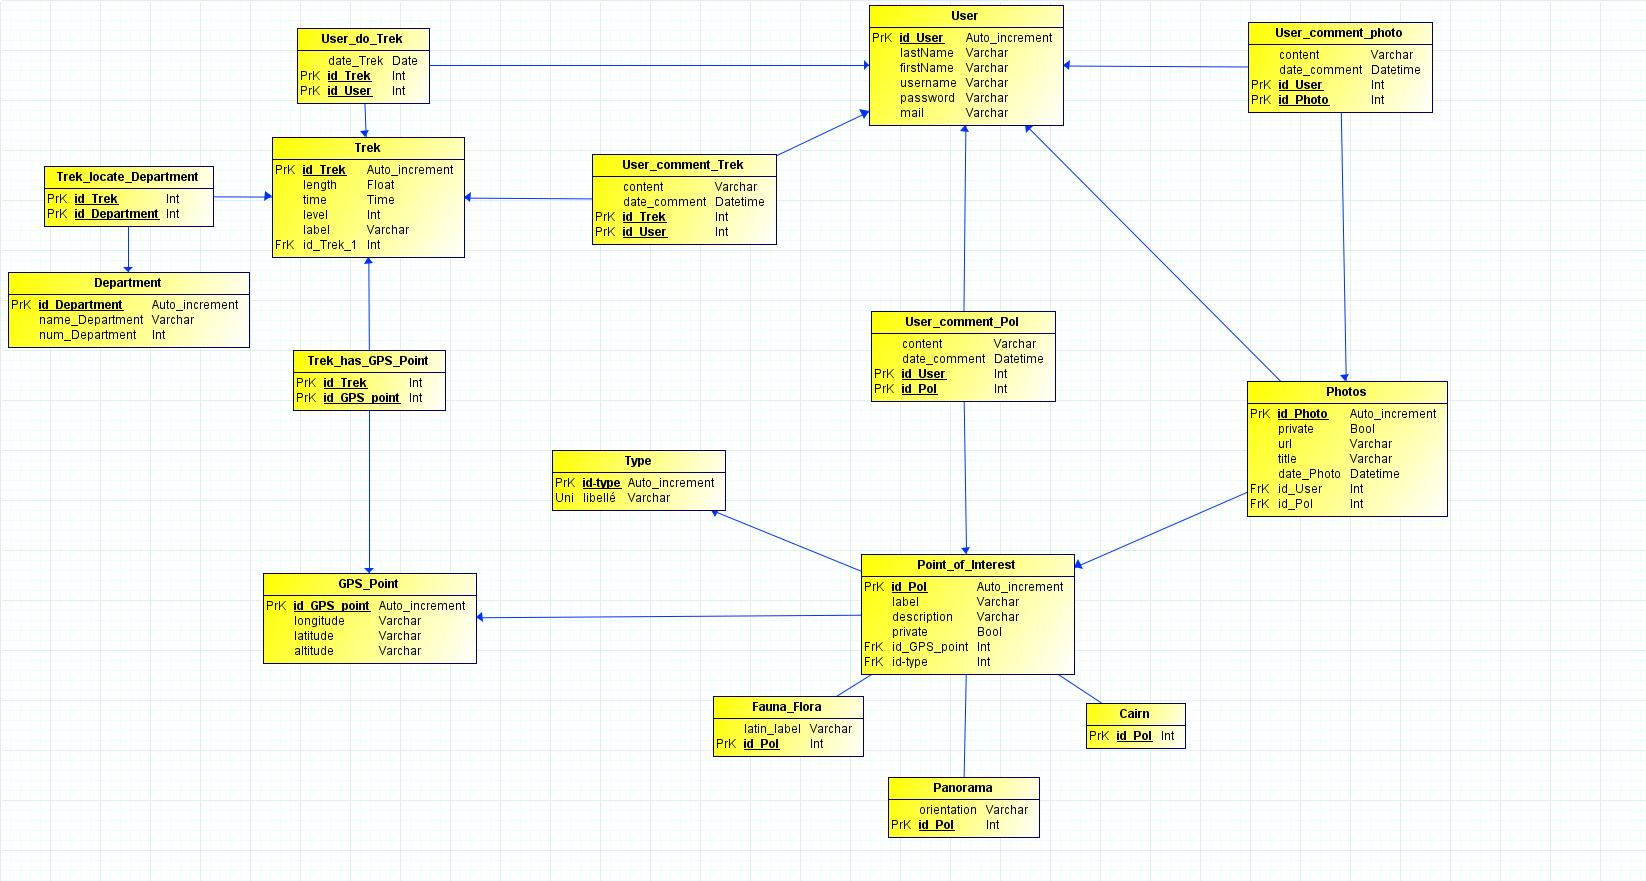 User_do_Trek
date_Trek Date
PrK id_Trek Int
PrK id_User Int
User
PrK id_User Auto_increment
lastName Varchar
firstName Varchar
username Varchar
password Varchar
mail Varchar
User_comment_photo
content Varchar
date_comment Datetime
PrK id_User Int
PrK id_Photo Int
Trek_locate_Department
PrK id_Trek Int
PrK id_Department Int
Trek
PrK id_Trek Auto_increment
length Float
time Time
level Int
label Varchar
FrK id_Trek_1 Int
User_comment_Trek
content Varchar
date_comment Datetime
PrK id_Trek Int
PrK id_User Int
Department
PrK id_Department Auto_increment
name_Department Varchar
num_Department Int
Trek_has_GPS_Point
PrK id_Trek Int
PrK id_GPS_point Int
User_comment_PoI
content Varchar
date_comment Datetime
PrK id_User Int
PrK id_PoI Int
Photos
PrK id_Photo Auto_increment
private Bool
url Varchar
title Varchar
date_Photo Datetime
FrK id_User Int
FrK id_PoI Int
Type
PrK id-type Auto_increment
Uni libellé Varchar
GPS_Point
PrK id_GPS_point Auto_increment
longitude Varchar
latitude Varchar
altitude Varchar
Point_of_Interest
PrK id_PoI Auto_increment
label Varchar
description Varchar
private Bool
FrK id_GPS_point Int
FrK id-type Int
Fauna_Flora
latin_label Varchar
PrK id_PoI Int
Cairn
PrK id_PoI Int
Panorama
orientation Varchar
PrK id_PoI Int